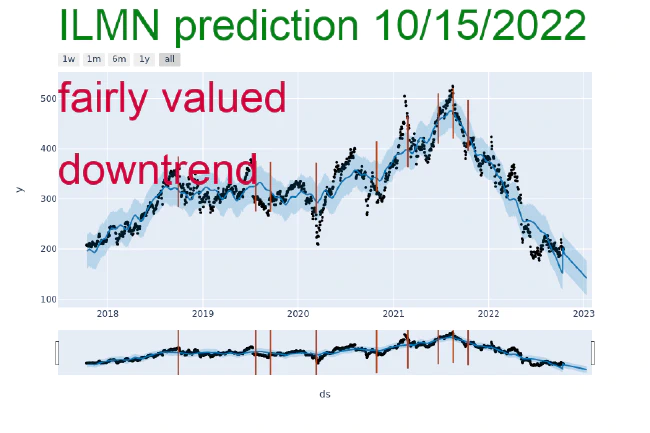 ILMN prediction 10/15/2022
1w 1m 6m 1y all
fairly valued
downtrend
500
400
300
200
100
y
2018 2019 2020 2021 2022 2023
ds